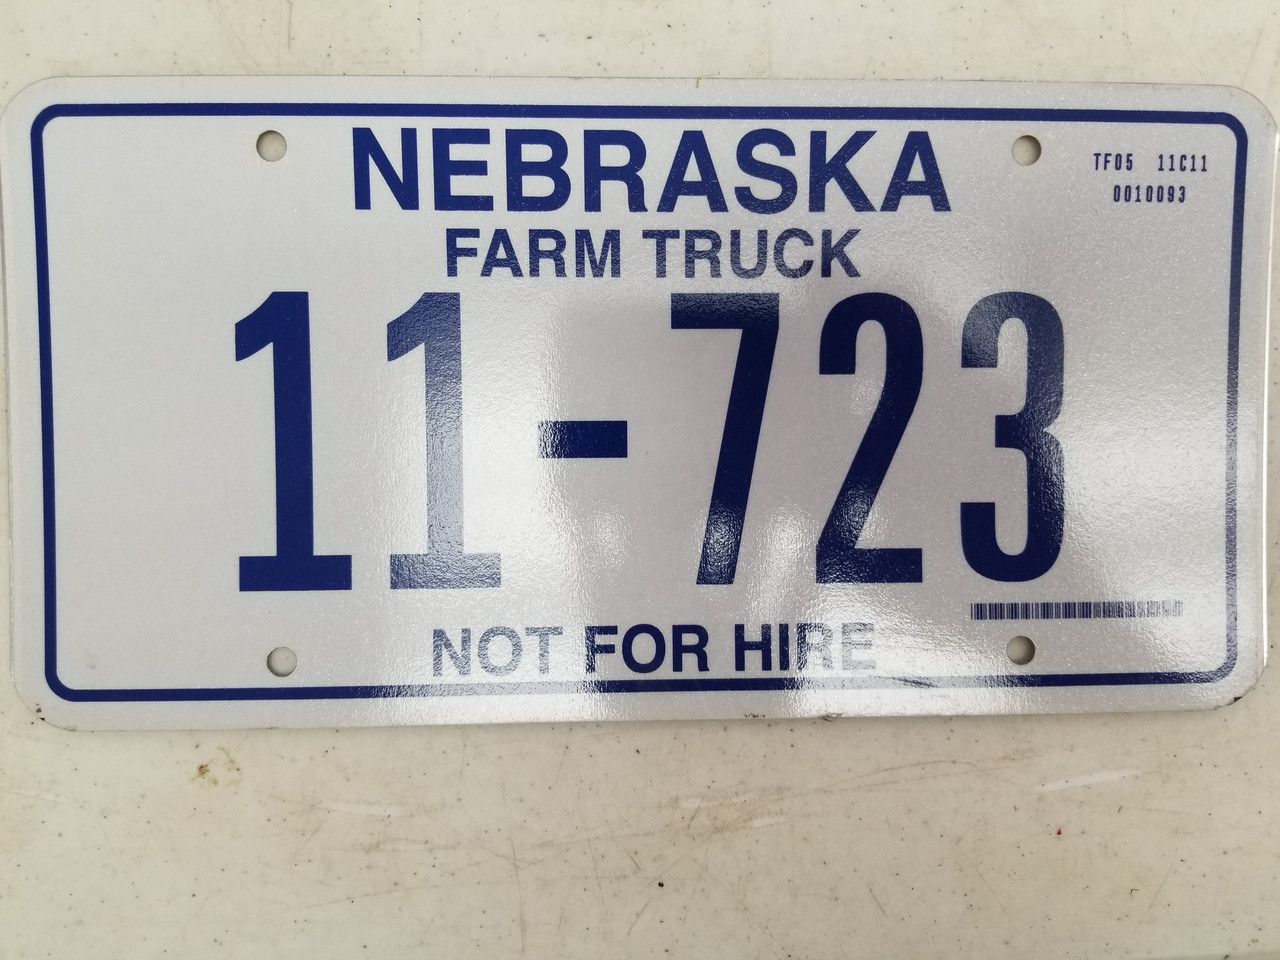 NEBRASKA
TF05 11C11
0010093
FARM TRUCK
11-723
NOT FOR HIRE